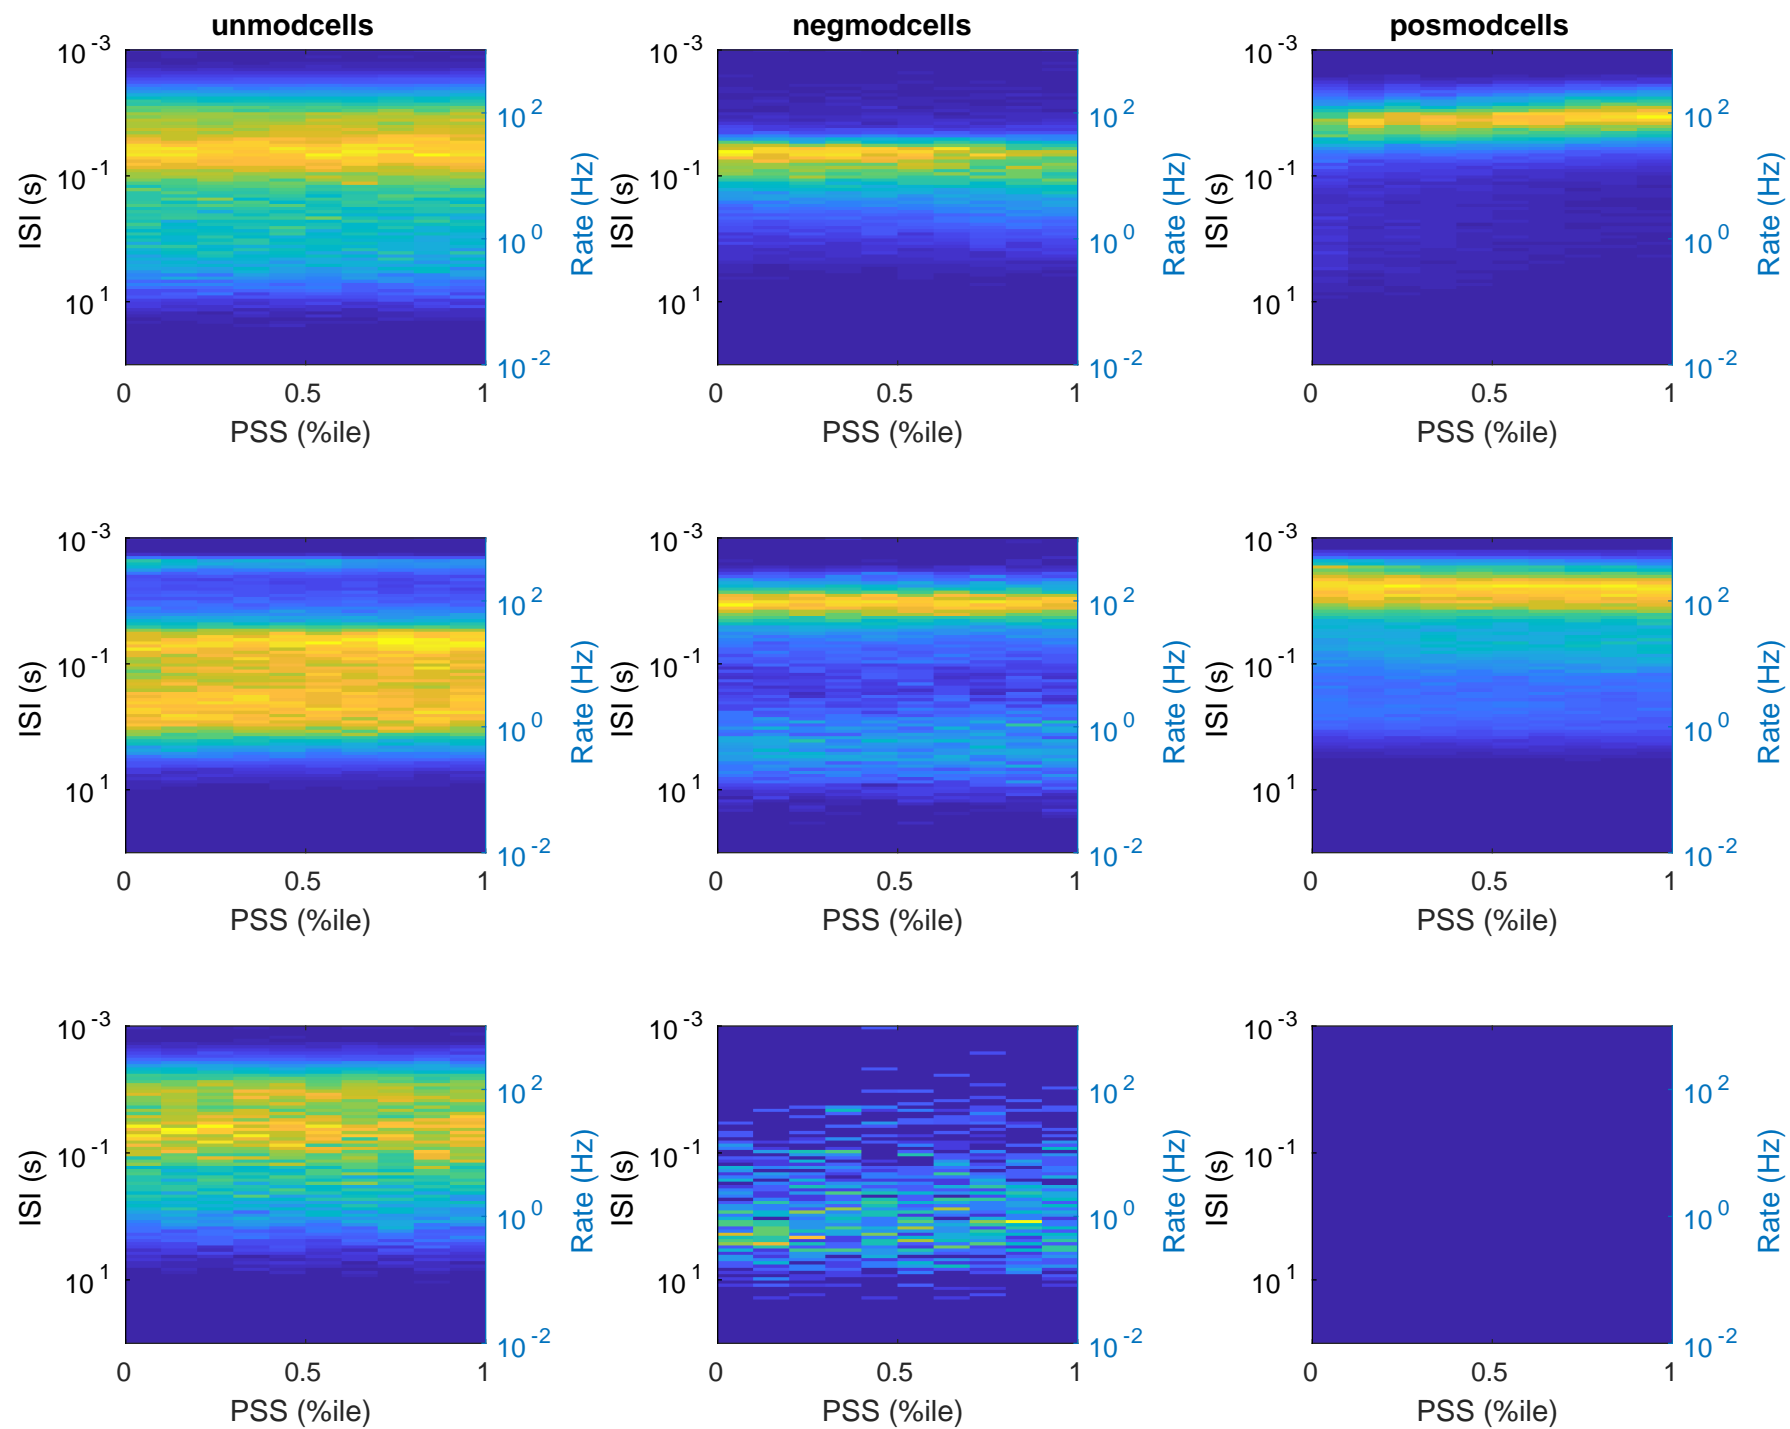 unmodcells negmodcells posmodcells
10^-3 10^-3 10^-3
10^2 10^2 10^2
10^-1 10^-1 10^-1
ISI (s) Rate (Hz) ISI (s) Rate (Hz) ISI (s) Rate (Hz)
10^0 10^0 10^0
10^1 10^1 10^1
10^-2 10^-2 10^-2
0 0.5 1 0 0.5 1 0 0.5 1
PSS (%ile) PSS (%ile) PSS (%ile)
10^-3 10^-3 10^-3
10^2 10^2 10^2
10^-1 10^-1 10^-1
ISI (s) Rate (Hz) ISI (s) Rate (Hz) ISI (s) Rate (Hz)
10^0 10^0 10^0
10^1 10^1 10^1
10^-2 10^-2 10^-2
0 0.5 1 0 0.5 1 0 0.5 1
PSS (%ile) PSS (%ile) PSS (%ile)
10^-3 10^-3 10^-3
10^2 10^2 10^2
10^-1 10^-1 10^-1
ISI (s) Rate (Hz) ISI (s) Rate (Hz) ISI (s) Rate (Hz)
10^0 10^0 10^0
10^1 10^1 10^1
10^-2 10^-2 10^-2
0 0.5 1 0 0.5 1 0 0.5 1
PSS (%ile) PSS (%ile) PSS (%ile)